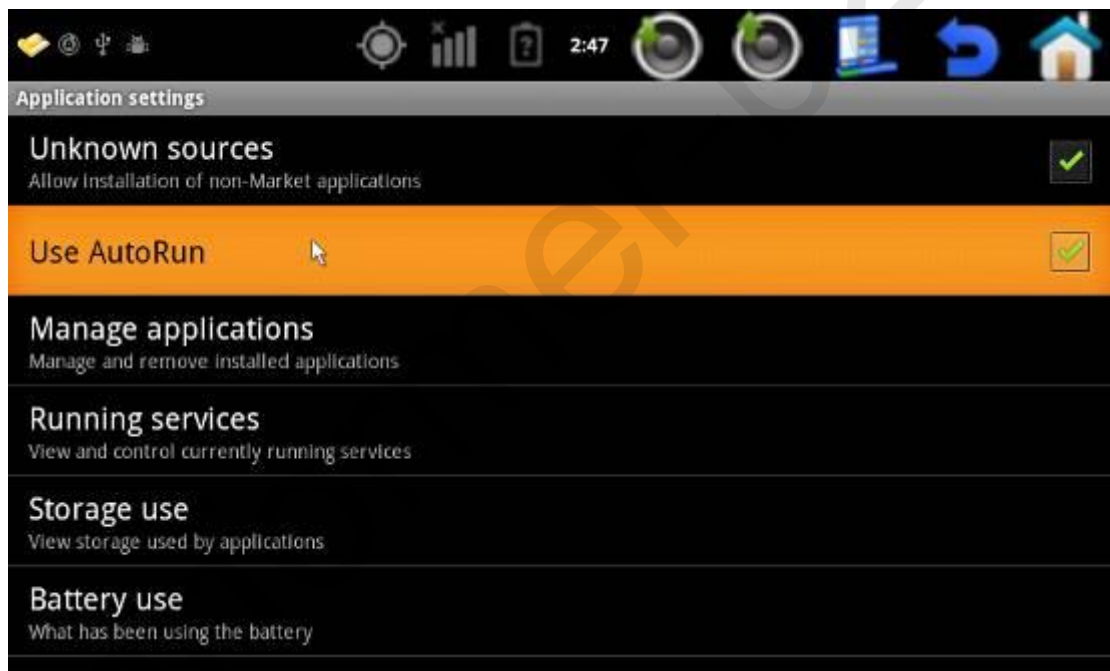 2:47
Application settings
Unknown sources
Allow installation of non-Market applications
Use AutoRun
Manage applications
Manage and remove installed applications
Running services
View and control currently running services
Storage use
View storage used by applications
Battery use
What has been using the battery